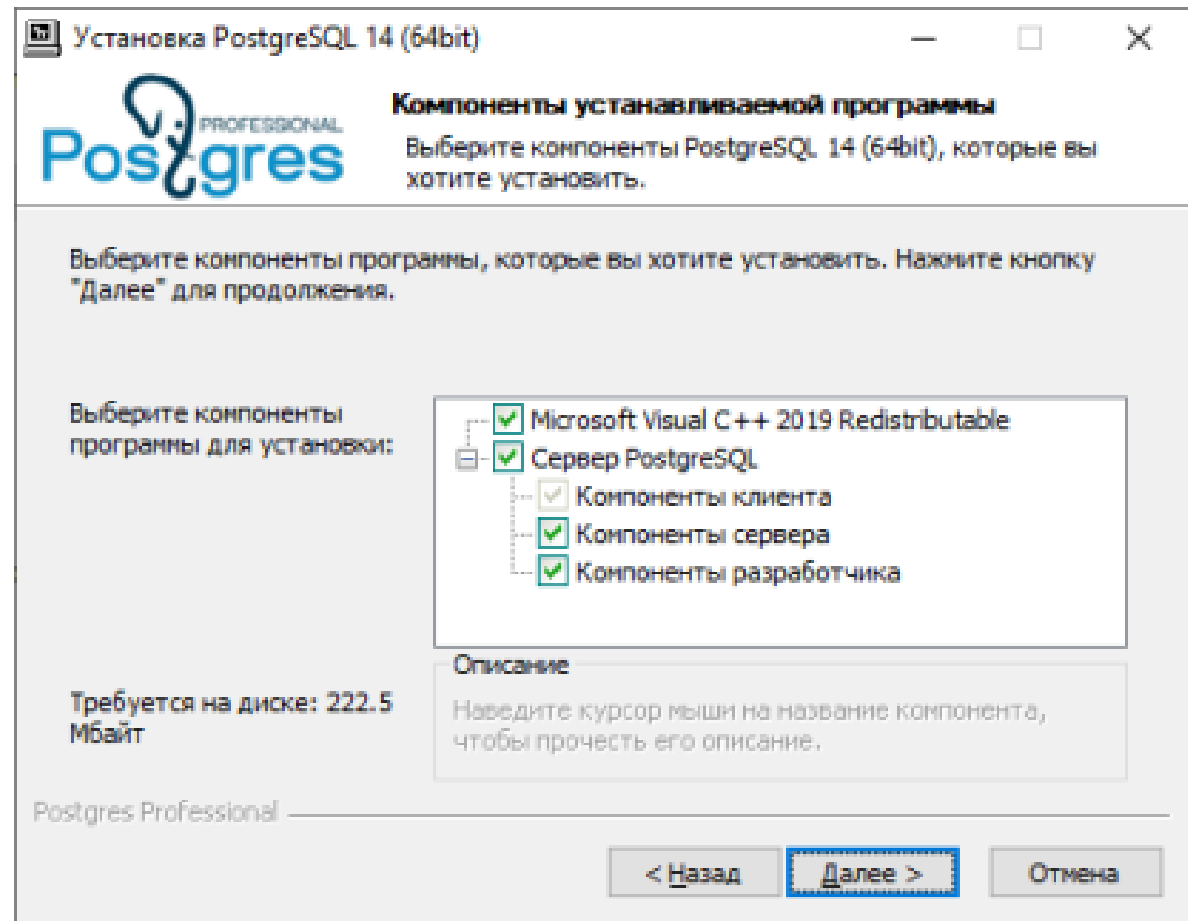 Установка PostgreSQL 14 (64bit)
PROFESSIONAL
Postgres
Компоненты устанавливаемой программы
Выберите компоненты PostgreSQL 14 (64bit), которые вы
хотите установить.
Выберите компоненты программы, которые вы хотите установить. Нажмите кнопку
"Далее" для продолжения.
Выберите компоненты
программы для установки:
Microsoft Visual C++ 2019 Redistributable
Сервер PostgreSQL
Компоненты клиента
Компоненты сервера
Компоненты разработчика
Требуется на диске: 222.5
Мбайт
Описание
Наведите курсор мыши на название компонента,
чтобы прочесть его описание.
Postgres Professional
< Назад
Далее >
Отмена